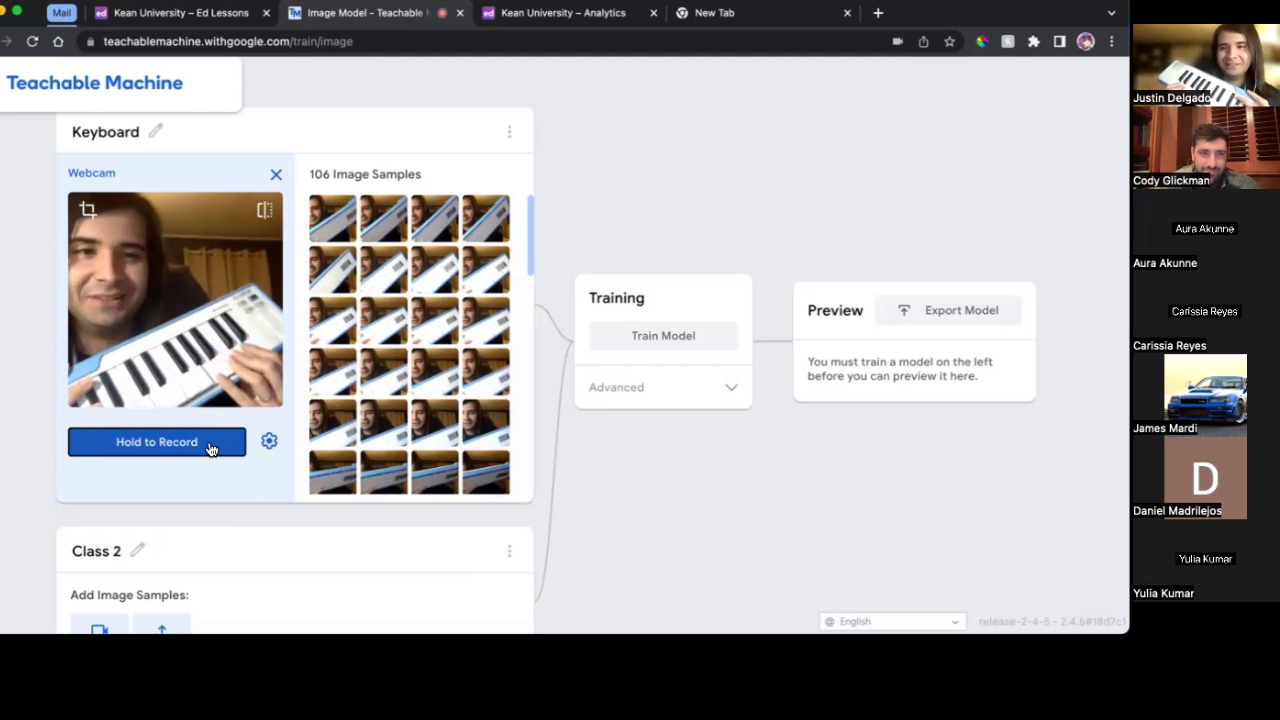 Mail
Kean University – Ed Lessons
Image Model - Teachable
Kean University – Analytics
New Tab
teachablemachine.withgoogle.com/train/image
Teachable Machine
Keyboard
Webcam
106 Image Samples
Hold to Record
Class 2
Add Image Samples:
Training
Train Model
Advanced
Preview
Export Model
You must train a model on the left
before you can preview it here.
English
release-2-4-5 - 2.4.5#18d7c1
Justin Delgado
Cody Glickman
Aura Akunne
Aura Akunne
Carissia Reyes
Carissia Reyes
James Mardi
D
Daniel Madrilejos
Yulia Kumar
Yulia Kumar